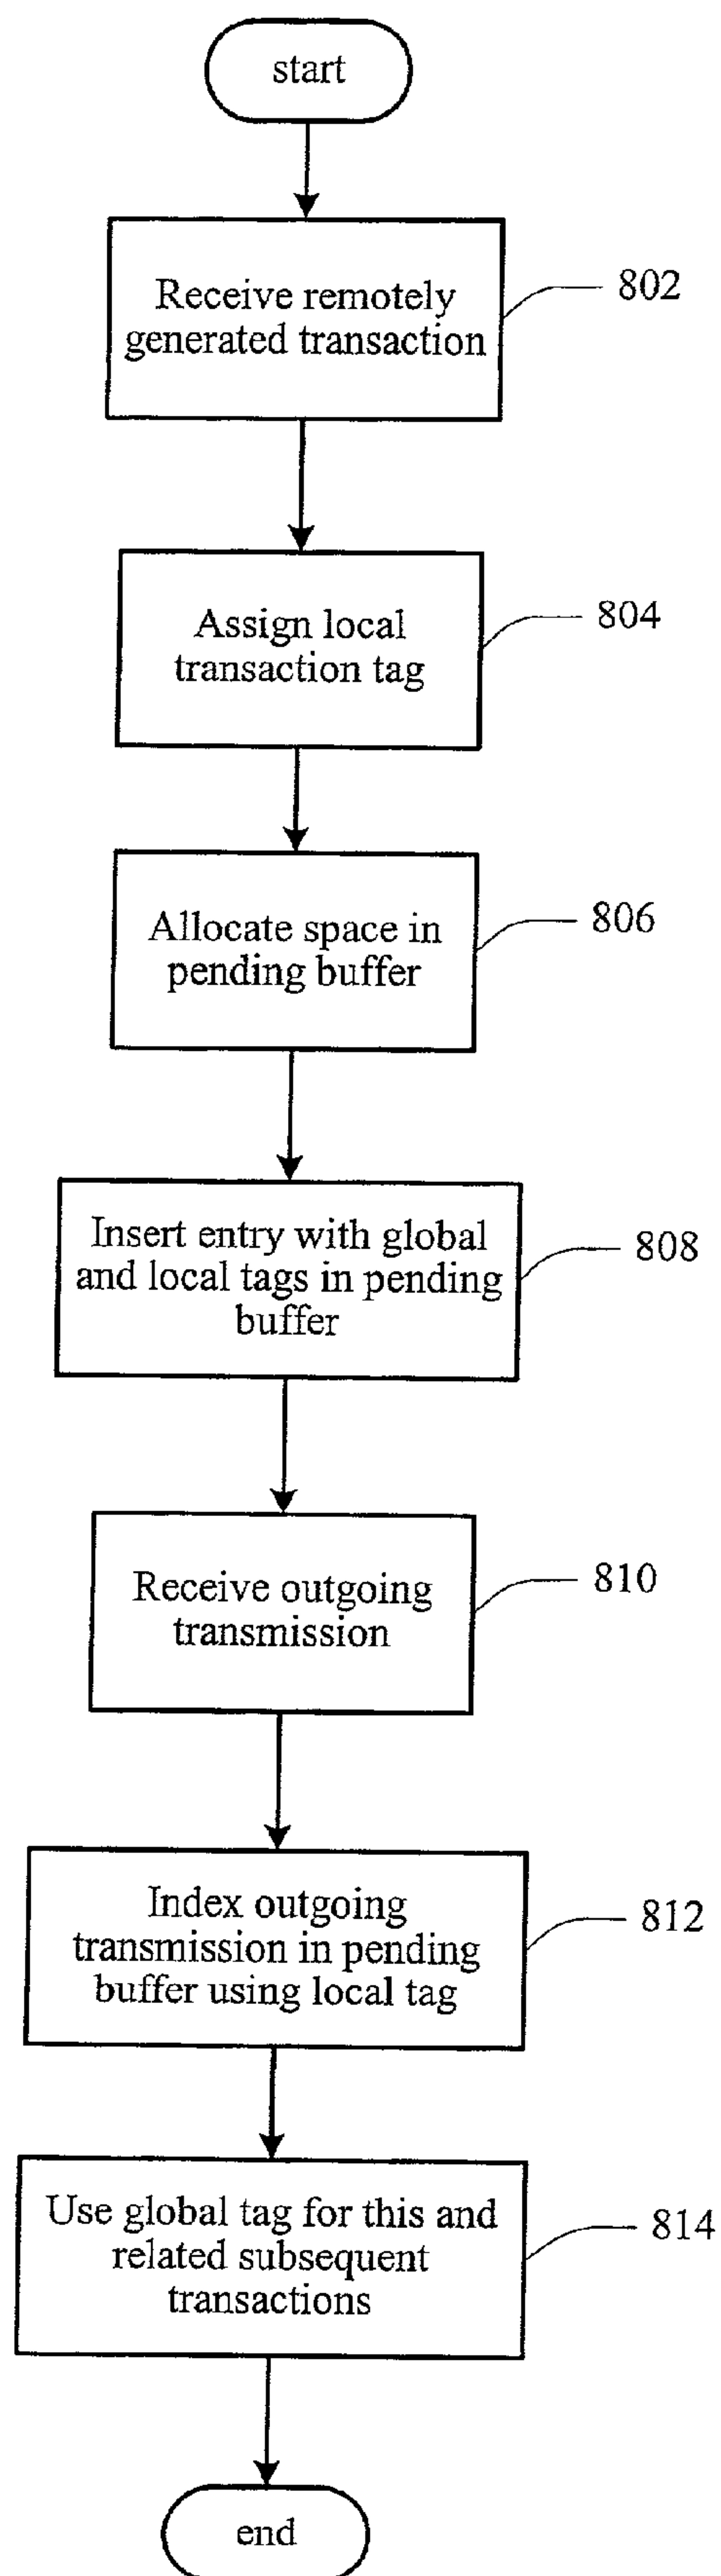 start
Receive remotely
generated transaction
802
Assign local
transaction tag
804
Allocate space in
pending buffer
806
Insert entry with global
and local tags in pending
buffer
808
Receive outgoing
transmission
810
Index outgoing
transmission in pending
buffer using local tag
812
Use global tag for this and
related subsequent
transactions
814
end